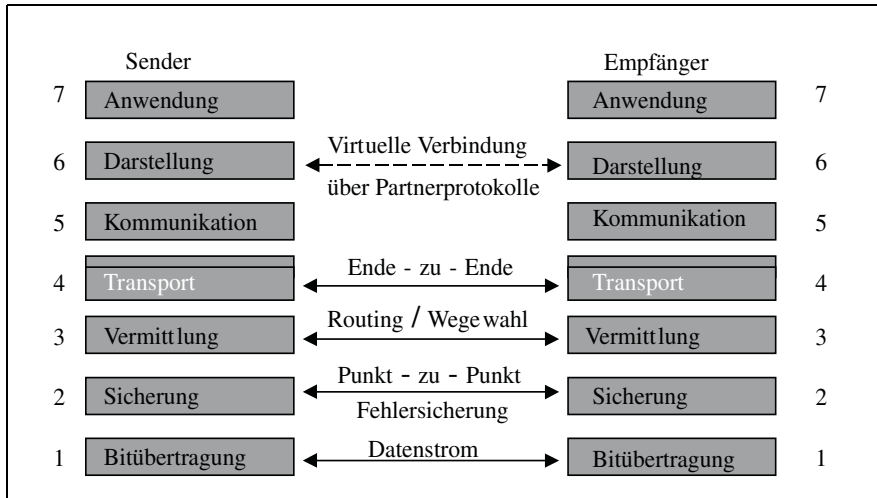 Sender Empfänger
7 Anwendung Anwendung 7
6 Darstellung Virtuelle Verbindung Darstellung 6
über Partnerprotokolle
5 Kommunikation Kommunikation 5
4 Transport Ende - zu - Ende Transport 4
3 Vermittlung Routing / Wegewahl Vermittlung 3
2 Sicherung Punkt - zu - Punkt Sicherung 2
Fehlersicherung
1 Bitübertragung Datenstrom Bitübertragung 1